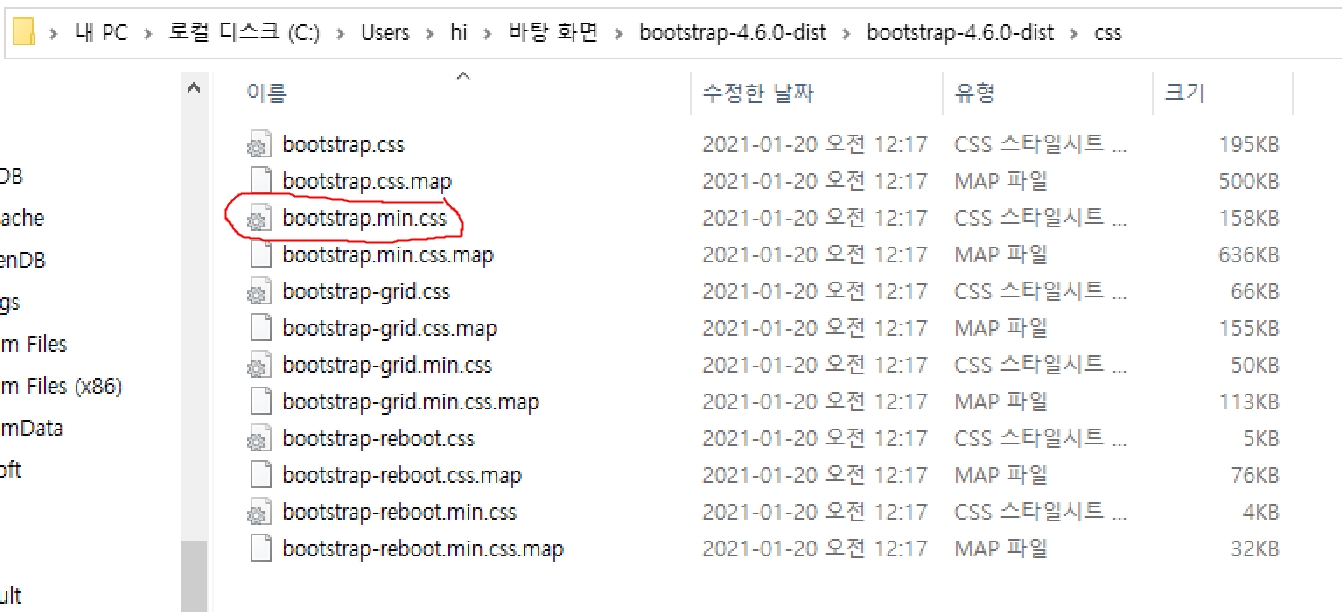 내 PC > 로컬 디스크 (C:) > Users > hi > 바탕 화면 > bootstrap-4.6.0-dist > bootstrap-4.6.0-dist > css
이름 수정한 날짜 유형 크기
bootstrap.css 2021-01-20 오전 12:17 CSS 스타일시트 ... 195KB
bootstrap.css.map 2021-01-20 오전 12:17 MAP 파일 500KB
bootstrap.min.css 2021-01-20 오전 12:17 CSS 스타일시트 ... 158KB
bootstrap.min.css.map 2021-01-20 오전 12:17 MAP 파일 636KB
bootstrap-grid.css 2021-01-20 오전 12:17 CSS 스타일시트 ... 66KB
bootstrap-grid.css.map 2021-01-20 오전 12:17 MAP 파일 155KB
bootstrap-grid.min.css 2021-01-20 오전 12:17 CSS 스타일시트 ... 50KB
bootstrap-grid.min.css.map 2021-01-20 오전 12:17 MAP 파일 113KB
bootstrap-reboot.css 2021-01-20 오전 12:17 CSS 스타일시트 ... 5KB
bootstrap-reboot.css.map 2021-01-20 오전 12:17 MAP 파일 76KB
bootstrap-reboot.min.css 2021-01-20 오전 12:17 CSS 스타일시트 ... 4KB
bootstrap-reboot.min.css.map 2021-01-20 오전 12:17 MAP 파일 32KB
DB
ache
enDB
gs
m Files
m Files (x86)
mData
oft
ult